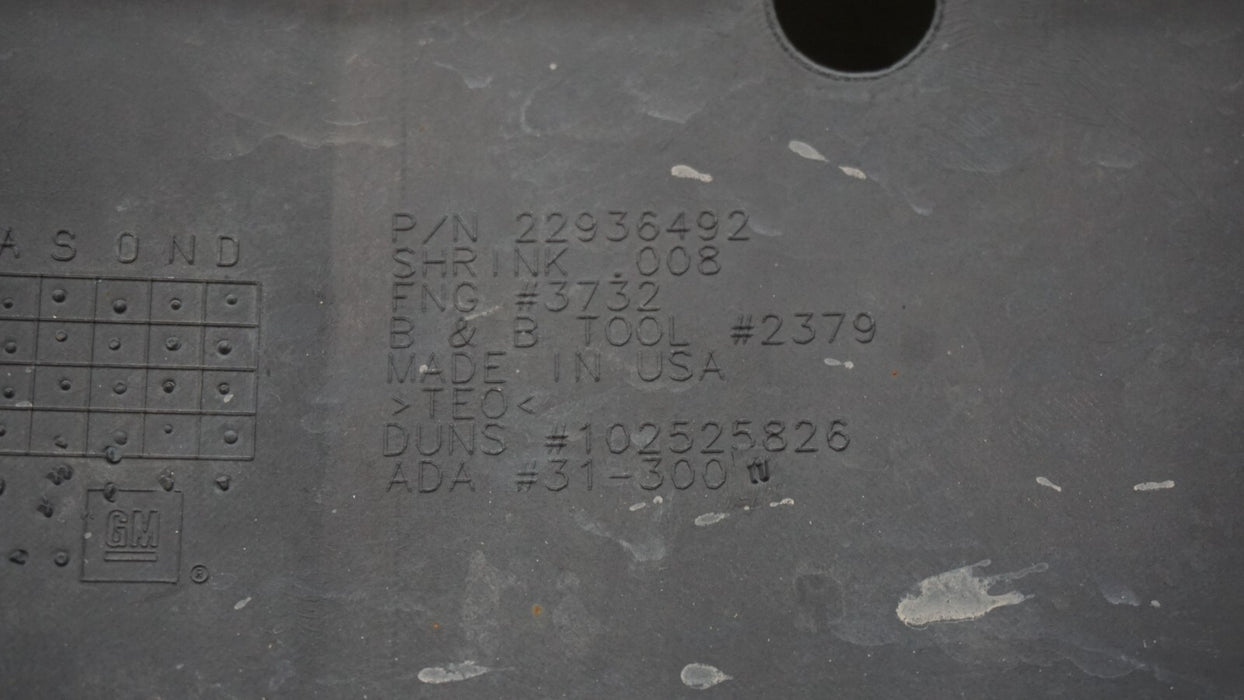 A S O N D
P/N 22936492
SHRINK .008
ENG #3732
B & B TOOL #2379
MADE IN USA
>TEO<
DUNS #102525826
ADA #31-300
GM
®